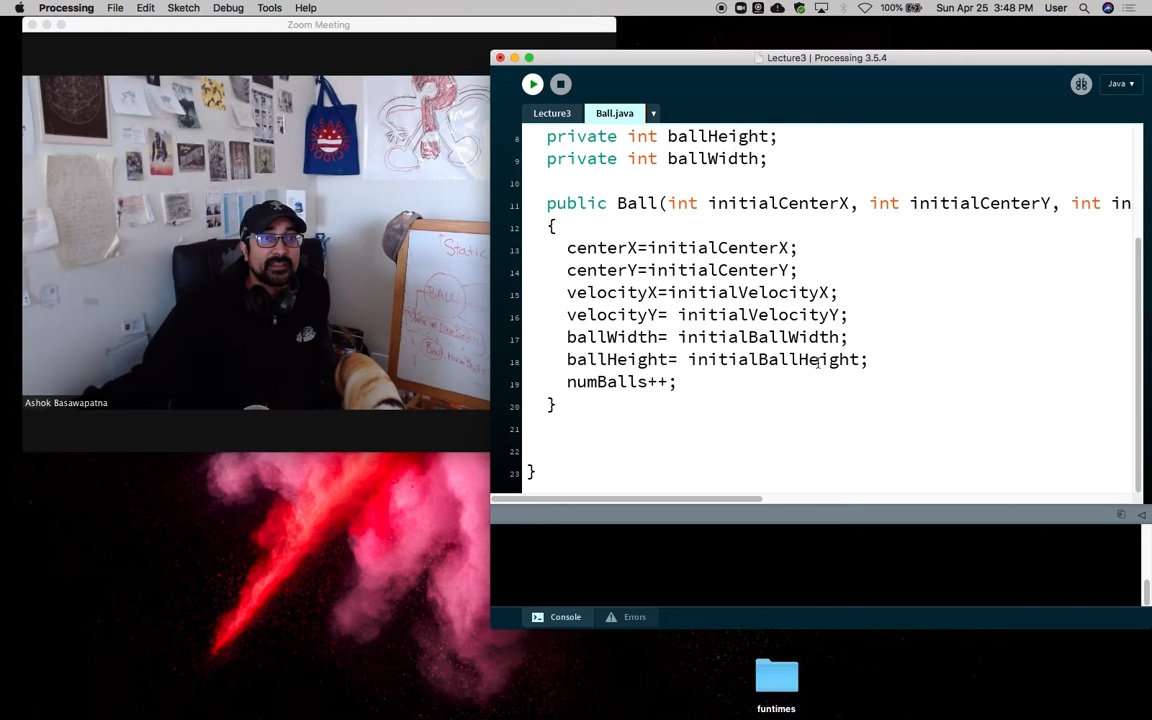 Processing File Edit Sketch Debug Tools Help 100% Sun Apr 25 3:48 PM User
Zoom Meeting
Lecture3 | Processing 3.5.4
Java ▾
Lecture3 Ball.java
8 private int ballHeight;
9 private int ballWidth;
10
11 public Ball(int initialCenterX, int initialCenterY, int in
12 {
13 centerX=initialCenterX;
14 centerY=initialCenterY;
15 velocityX=initialVelocityX;
16 velocityY= initialVelocityY;
17 ballWidth= initialBallWidth;
18 ballHeight= initialBallHeight;
19 numBalls++;
20 }
21
22
23 }
Static
BALL
Ashok Basawapatna
Console Errors
funtimes